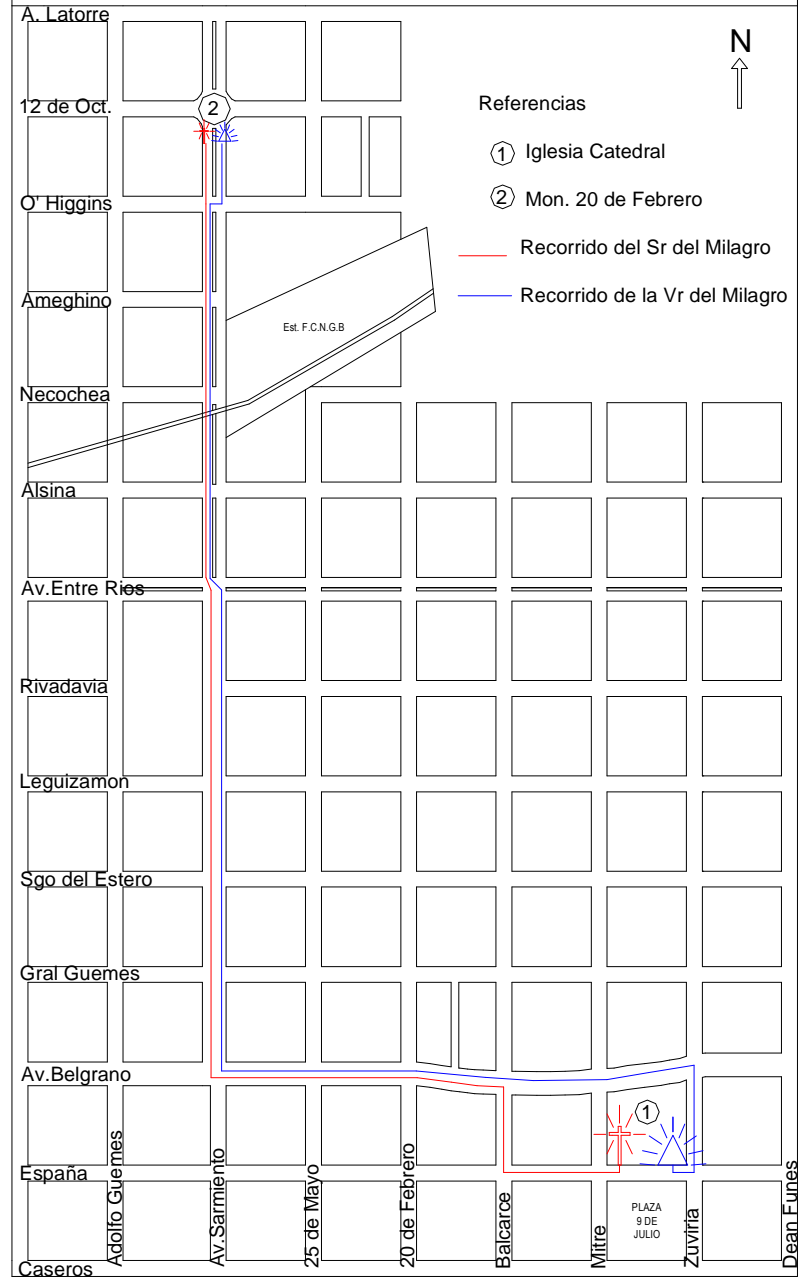 A. Latorre
N
12 de Oct.
2
Referencias
1 Iglesia Catedral
2 Mon. 20 de Febrero
O' Higgins
Recorrido del Sr del Milagro
Ameghino
Recorrido de la Vr del Milagro
Est. F.C.N.G.B
Necochea
Alsina
Av.Entre Rios
Rivadavia
Leguizamon
Sgo del Estero
Gral Guemes
Av.Belgrano
1
España
Adolfo Guemes
Av.Sarmiento
25 de Mayo
20 de Febrero
Balcarce
Mitre
PLAZA
9 DE
JULIO
Zuviria
Dean Funes
Caseros